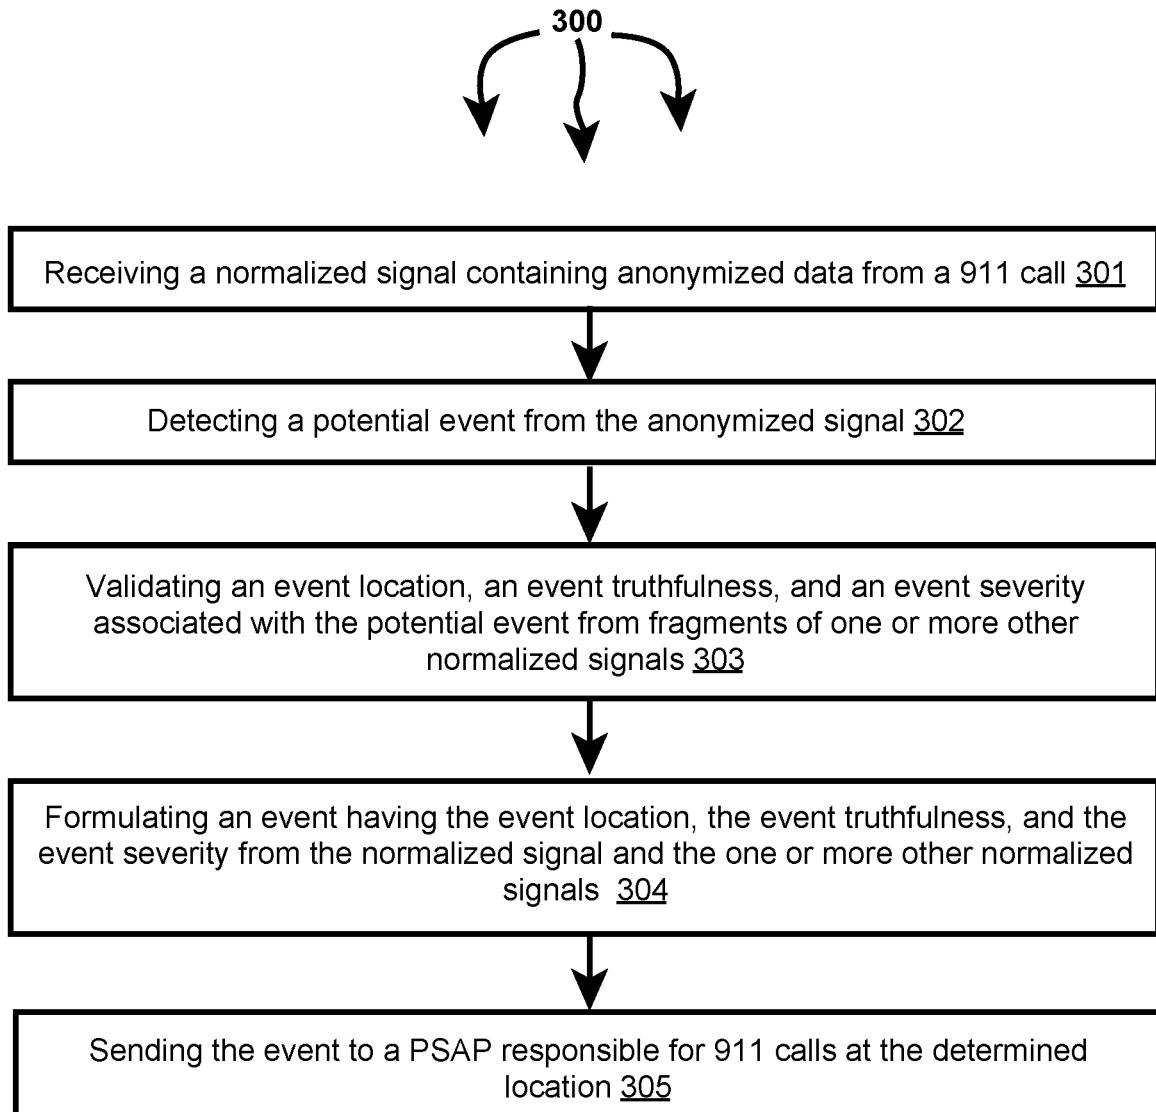 300
Receiving a normalized signal containing anonymized data from a 911 call 301
Detecting a potential event from the anonymized signal 302
Validating an event location, an event truthfulness, and an event severity
associated with the potential event from fragments of one or more other
normalized signals 303
Formulating an event having the event location, the event truthfulness, and the
event severity from the normalized signal and the one or more other normalized
signals 304
Sending the event to a PSAP responsible for 911 calls at the determined
location 305